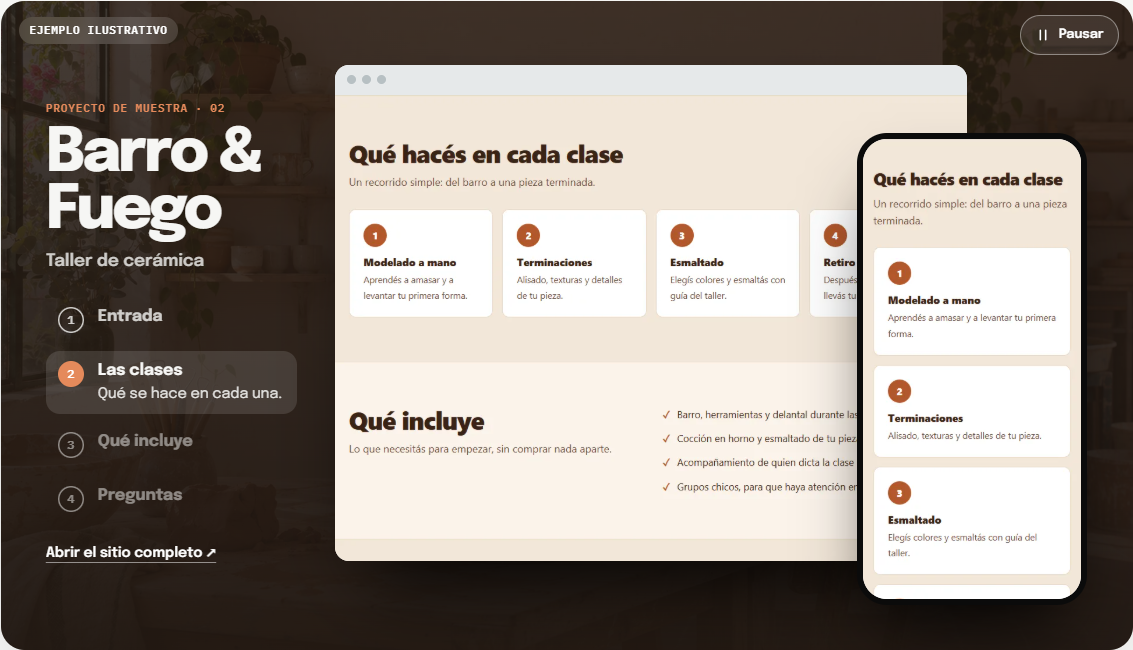 EJEMPLO ILUSTRATIVO
Pausar
PROYECTO DE MUESTRA · 02
Barro &
Fuego
Taller de cerámica
1 Entrada
2 Las clases
Qué se hace en cada una.
3 Qué incluye
4 Preguntas
Abrir el sitio completo ↗
Qué hacés en cada clase
Un recorrido simple: del barro a una pieza terminada.
1
Modelado a mano
Aprendés a amasar y a
levantar tu primera forma.
2
Terminaciones
Alisado, texturas y detalles
de tu pieza.
3
Esmaltado
Elegís colores y esmaltás con
guía del taller.
4
Retiro
Después
llevás tu
Qué incluye
Lo que necesitás para empezar, sin comprar nada aparte.
✓ Barro, herramientas y delantal durante las
✓ Cocción en horno y esmaltado de tu
✓ Acompañamiento de quien dicta la clase
✓ Grupos chicos, para que haya atención
Qué hacés en cada clase
Un recorrido simple: del barro a una pieza
terminada.
1
Modelado a mano
Aprendés a amasar y a levantar tu primera
forma.
2
Terminaciones
Alisado, texturas y detalles de tu pieza.
3
Esmaltado
Elegís colores y esmaltás con guía del
taller.